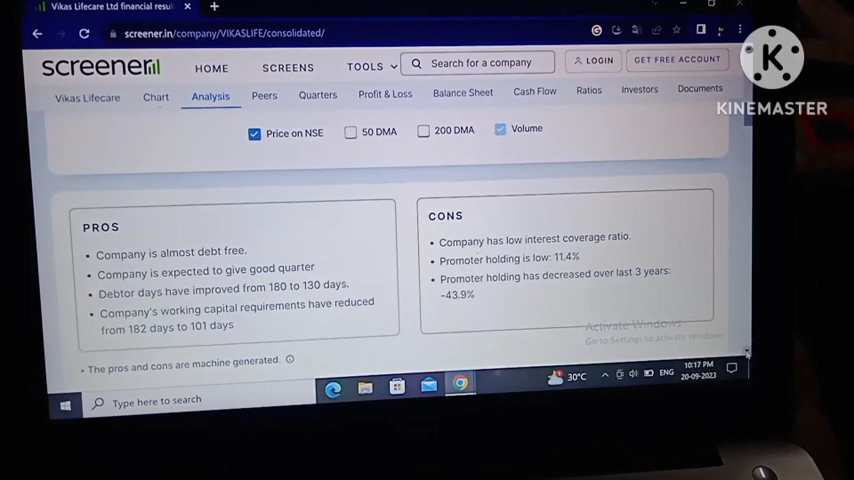 Vikas Lifecare Ltd financial resul
screener.in/company/VIKASLIFE/consolidated/
screener HOME SCREENS TOOLS Search for a company LOGIN GET FREE ACCOUNT
Vikas Lifecare Chart Analysis Peers Quarters Profit & Loss Balance Sheet Cash Flow Ratios Investors Documents
Price on NSE 50 DMA 200 DMA Volume
K
KINEMASTER
PROS
• Company is almost debt free.
• Company is expected to give good quarter
• Debtor days have improved from 180 to 130 days.
• Company's working capital requirements have reduced
from 182 days to 101 days
CONS
• Company has low interest coverage ratio.
• Promoter holding is low: 11.4%
• Promoter holding has decreased over last 3 years:
-43.9%
Activate Windows
Go to Settings to activate Windows.
• The pros and cons are machine generated.
Type here to search
30°C
ENG
10:17 PM
20-09-2023